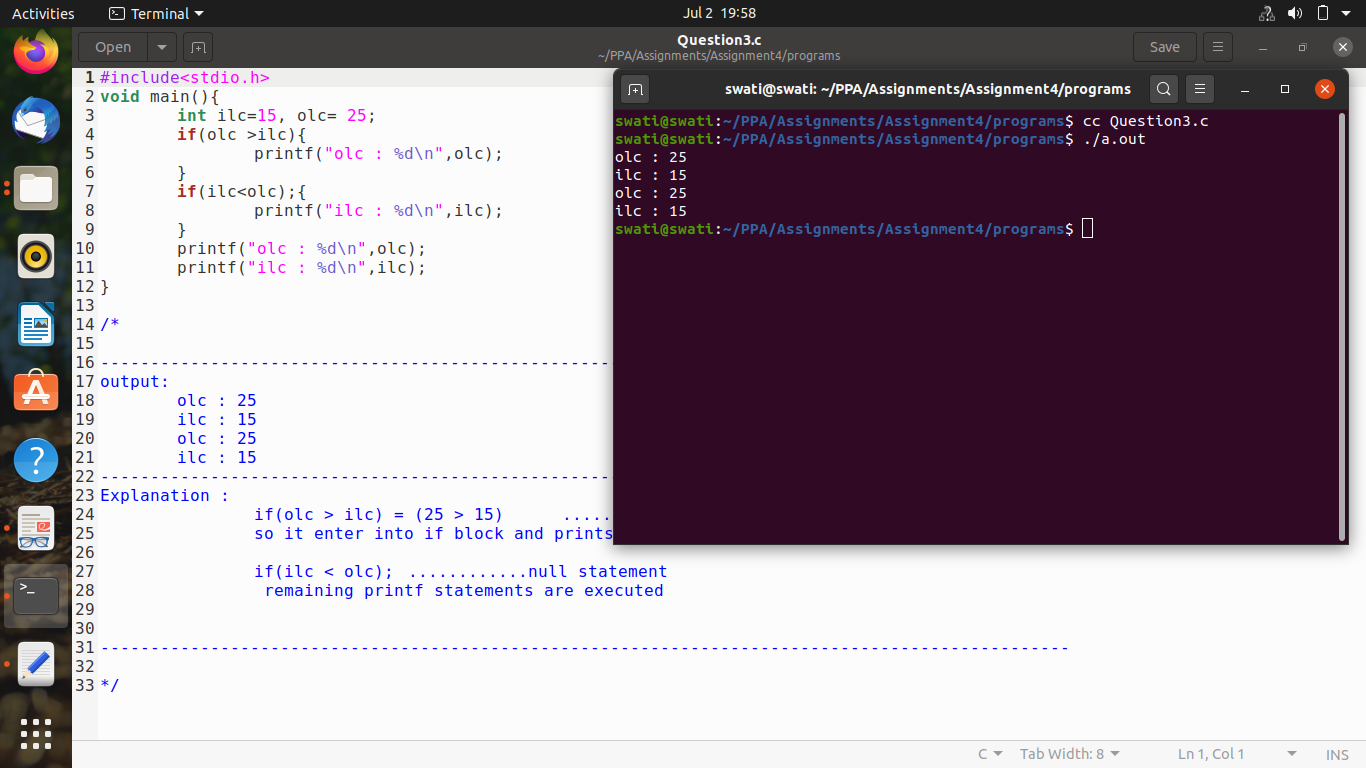 Activities Terminal Jul 2 19:58
Open Question3.c Save
~/PPA/Assignments/Assignment4/programs
1 #include<stdio.h>
2 void main(){
3 int ilc=15, olc= 25;
4 if(olc >ilc){
5 printf("olc : %d\n",olc);
6 }
7 if(ilc<olc);{
8 printf("ilc : %d\n",ilc);
9 }
10 printf("olc : %d\n",olc);
11 printf("ilc : %d\n",ilc);
12 }
13
14 /*
15
16 ---------------------------------------------------
17 output:
18 olc : 25
19 ilc : 15
20 olc : 25
21 ilc : 15
22 ---------------------------------------------------
23 Explanation :
24 if(olc > ilc) = (25 > 15) .....
25 so it enter into if block and prints
26
27 if(ilc < olc); ............null statement
28 remaining printf statements are executed
29
30
31 -------------------------------------------------------------------------------------------------
32
33 */
swati@swati: ~/PPA/Assignments/Assignment4/programs
swati@swati:~/PPA/Assignments/Assignment4/programs$ cc Question3.c
swati@swati:~/PPA/Assignments/Assignment4/programs$ ./a.out
olc : 25
ilc : 15
olc : 25
ilc : 15
swati@swati:~/PPA/Assignments/Assignment4/programs$
C Tab Width: 8 Ln 1, Col 1 INS